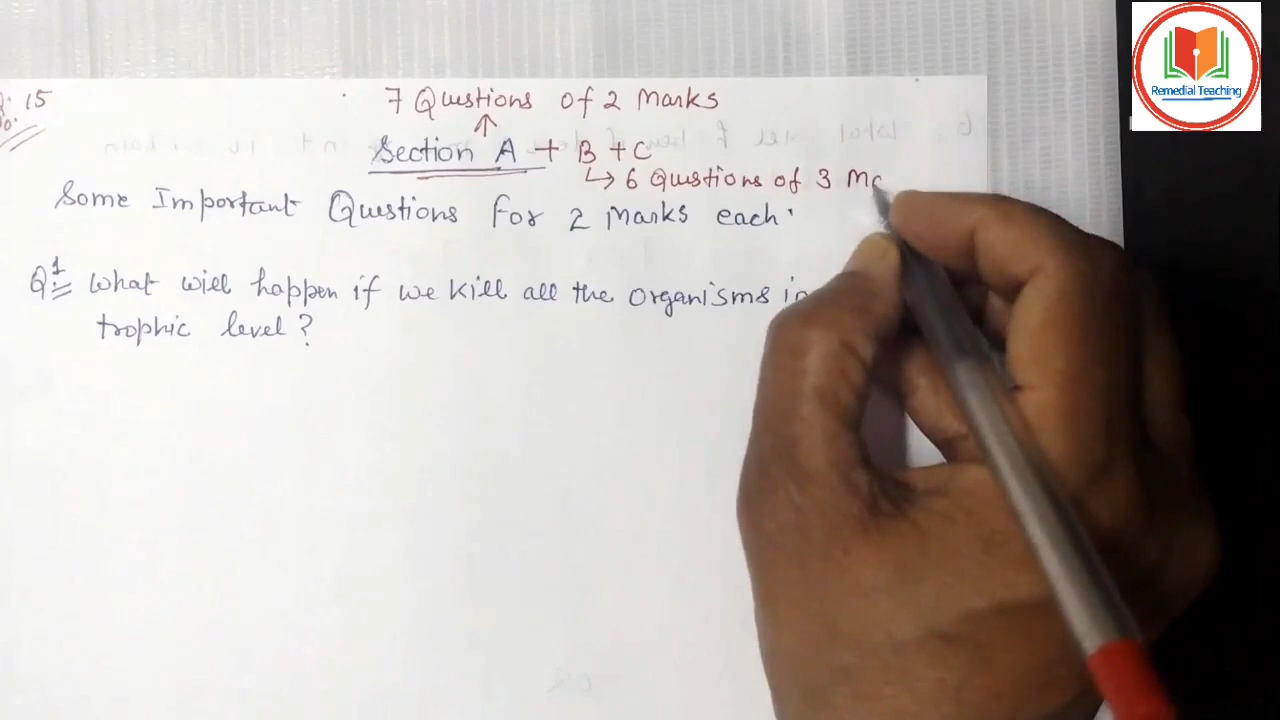 15
7 Questions of 2 Marks
Section A + B + C
6 Questions of 3
Some Important Questions for 2 Marks each.
Q1. What will happen if we kill all the organisms in
trophic level?
Remedial Teaching